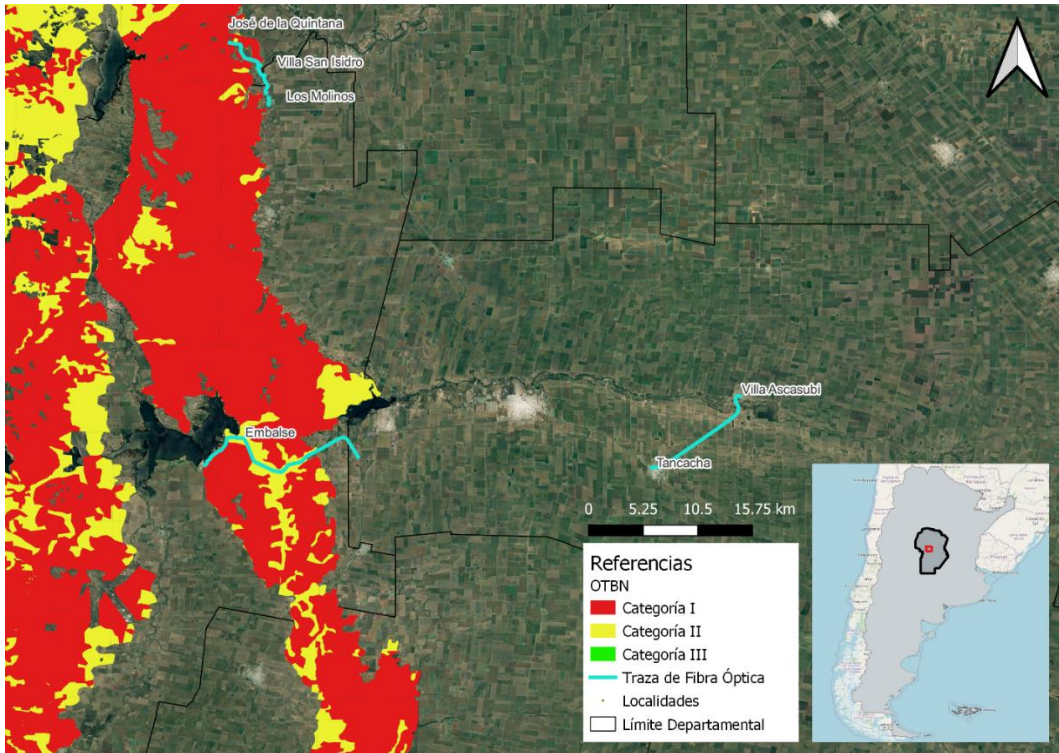 José de la Quintana
Villa San Isidro
Los Molinos
Villa Ascasubi
Embalse
Tancacha
0 5.25 10.5 15.75 km
Referencias
OTBN
Categoría I
Categoría II
Categoría III
Traza de Fibra Óptica
Localidades
Límite Departamental